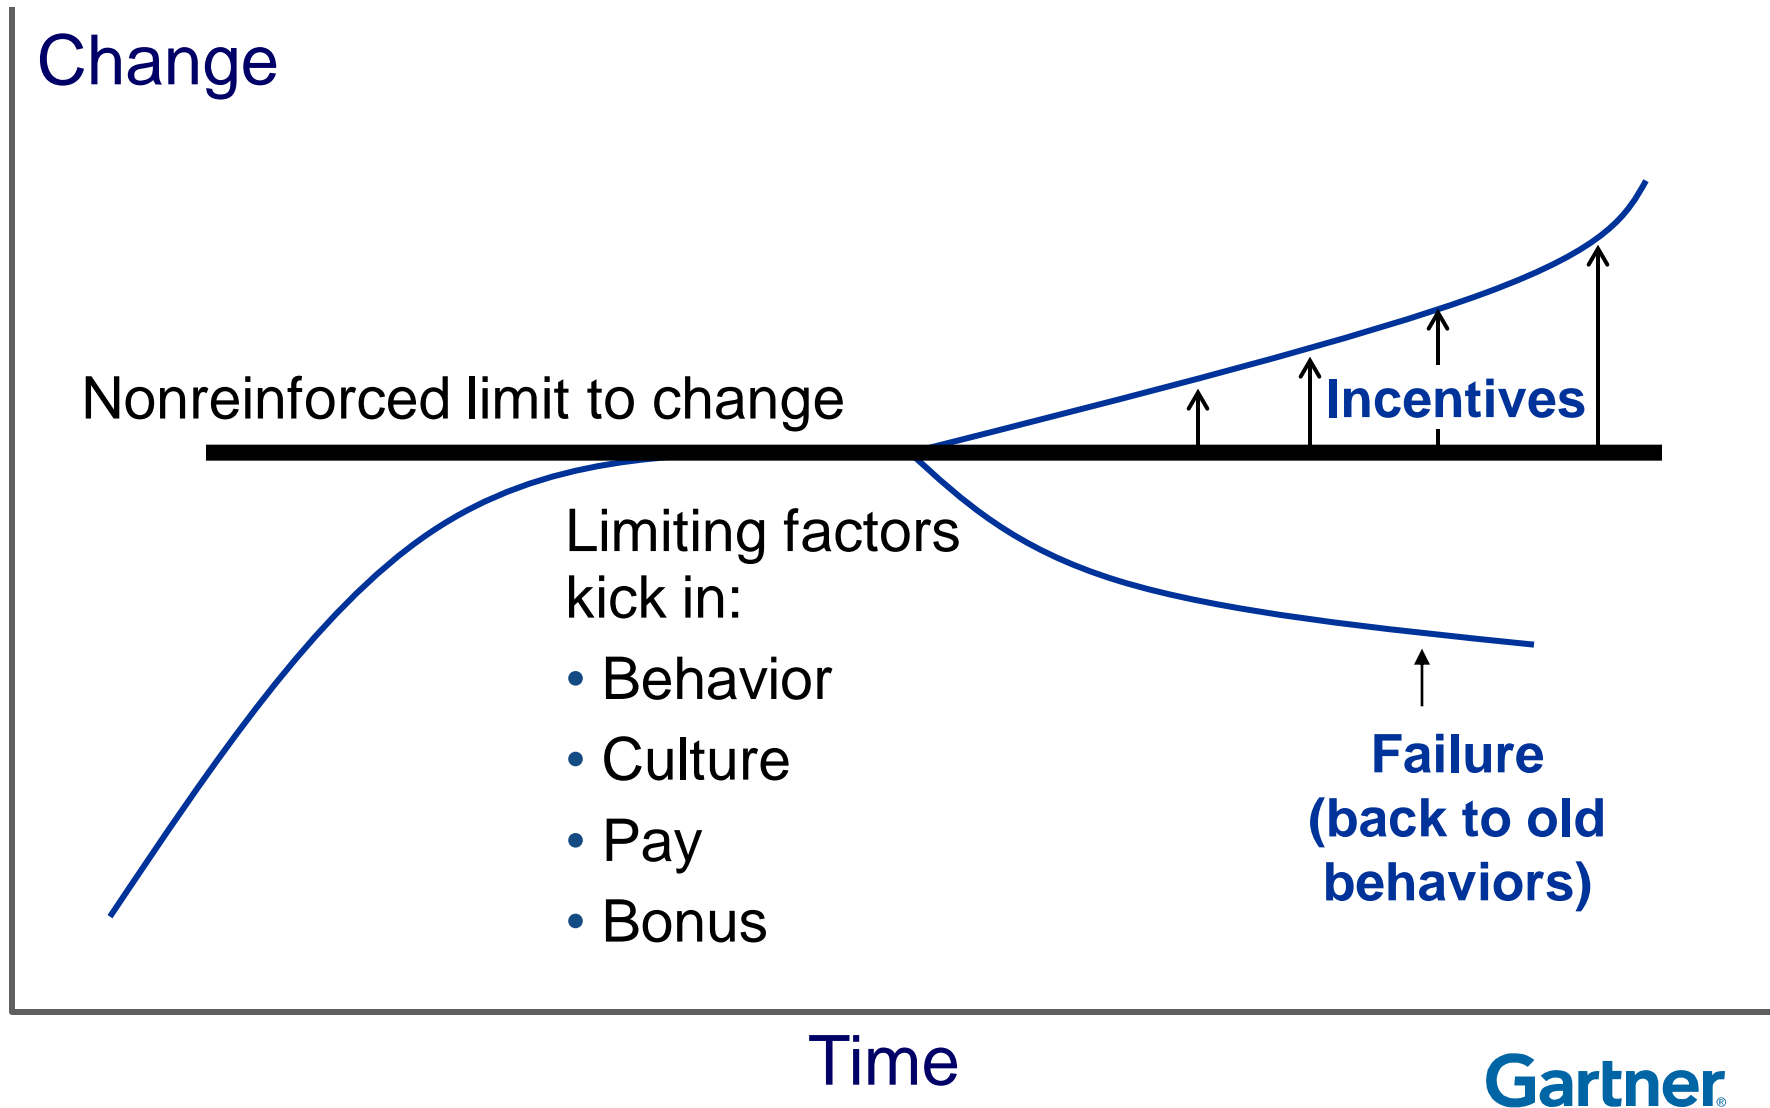 Change
Nonreinforced limit to change
Incentives
Limiting factors
kick in:
• Behavior
• Culture
• Pay
• Bonus
Failure
(back to old
behaviors)
Time
Gartner®